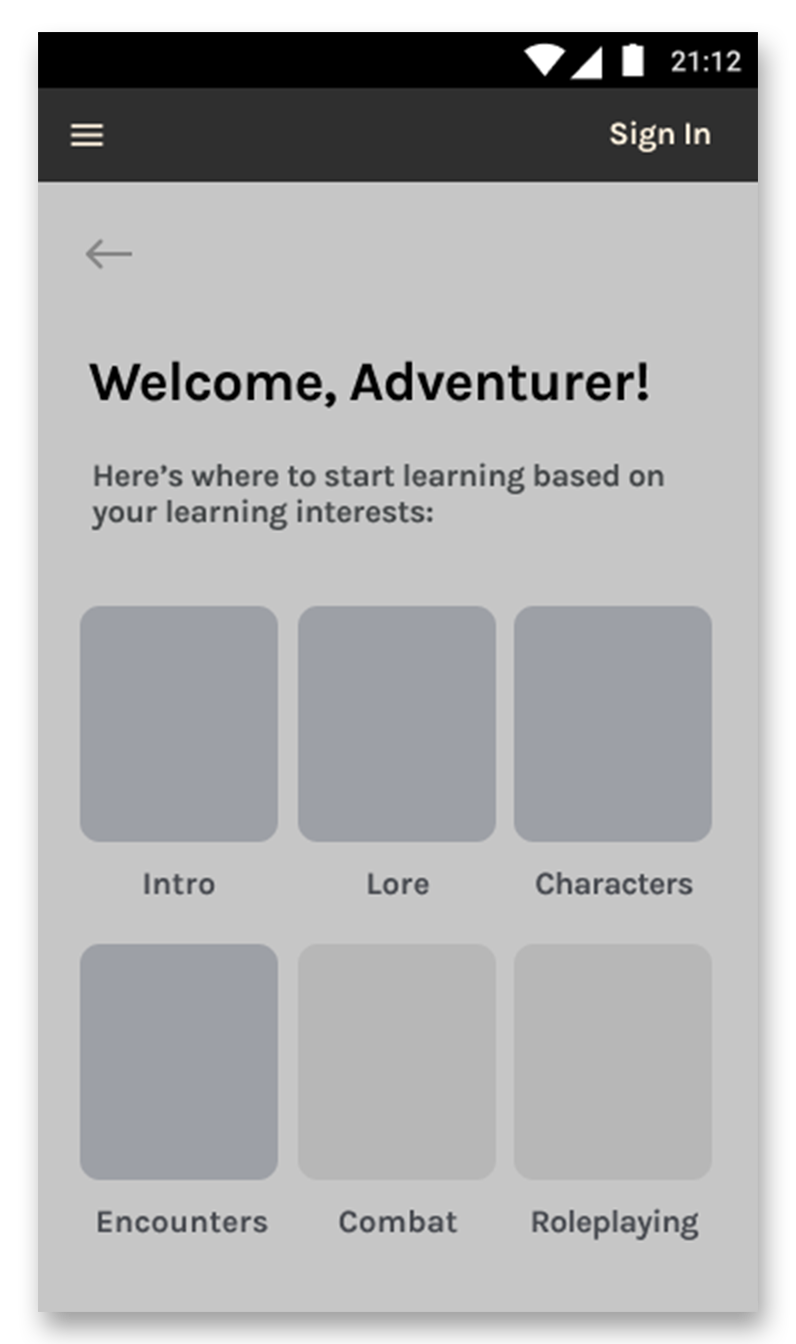 21:12
Sign In
Welcome, Adventurer!
Here’s where to start learning based on
your learning interests:
Intro
Lore
Characters
Encounters
Combat
Roleplaying